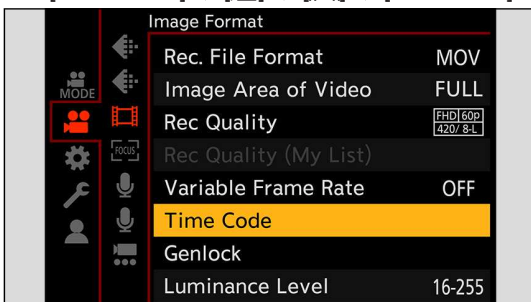 Image Format
Rec. File Format MOV
Image Area of Video FULL
MODE
Rec Quality FHD 60p
420/ 8-L
FOCUS
Rec Quality (My List)
Variable Frame Rate OFF
Time Code
Genlock
Luminance Level 16-255